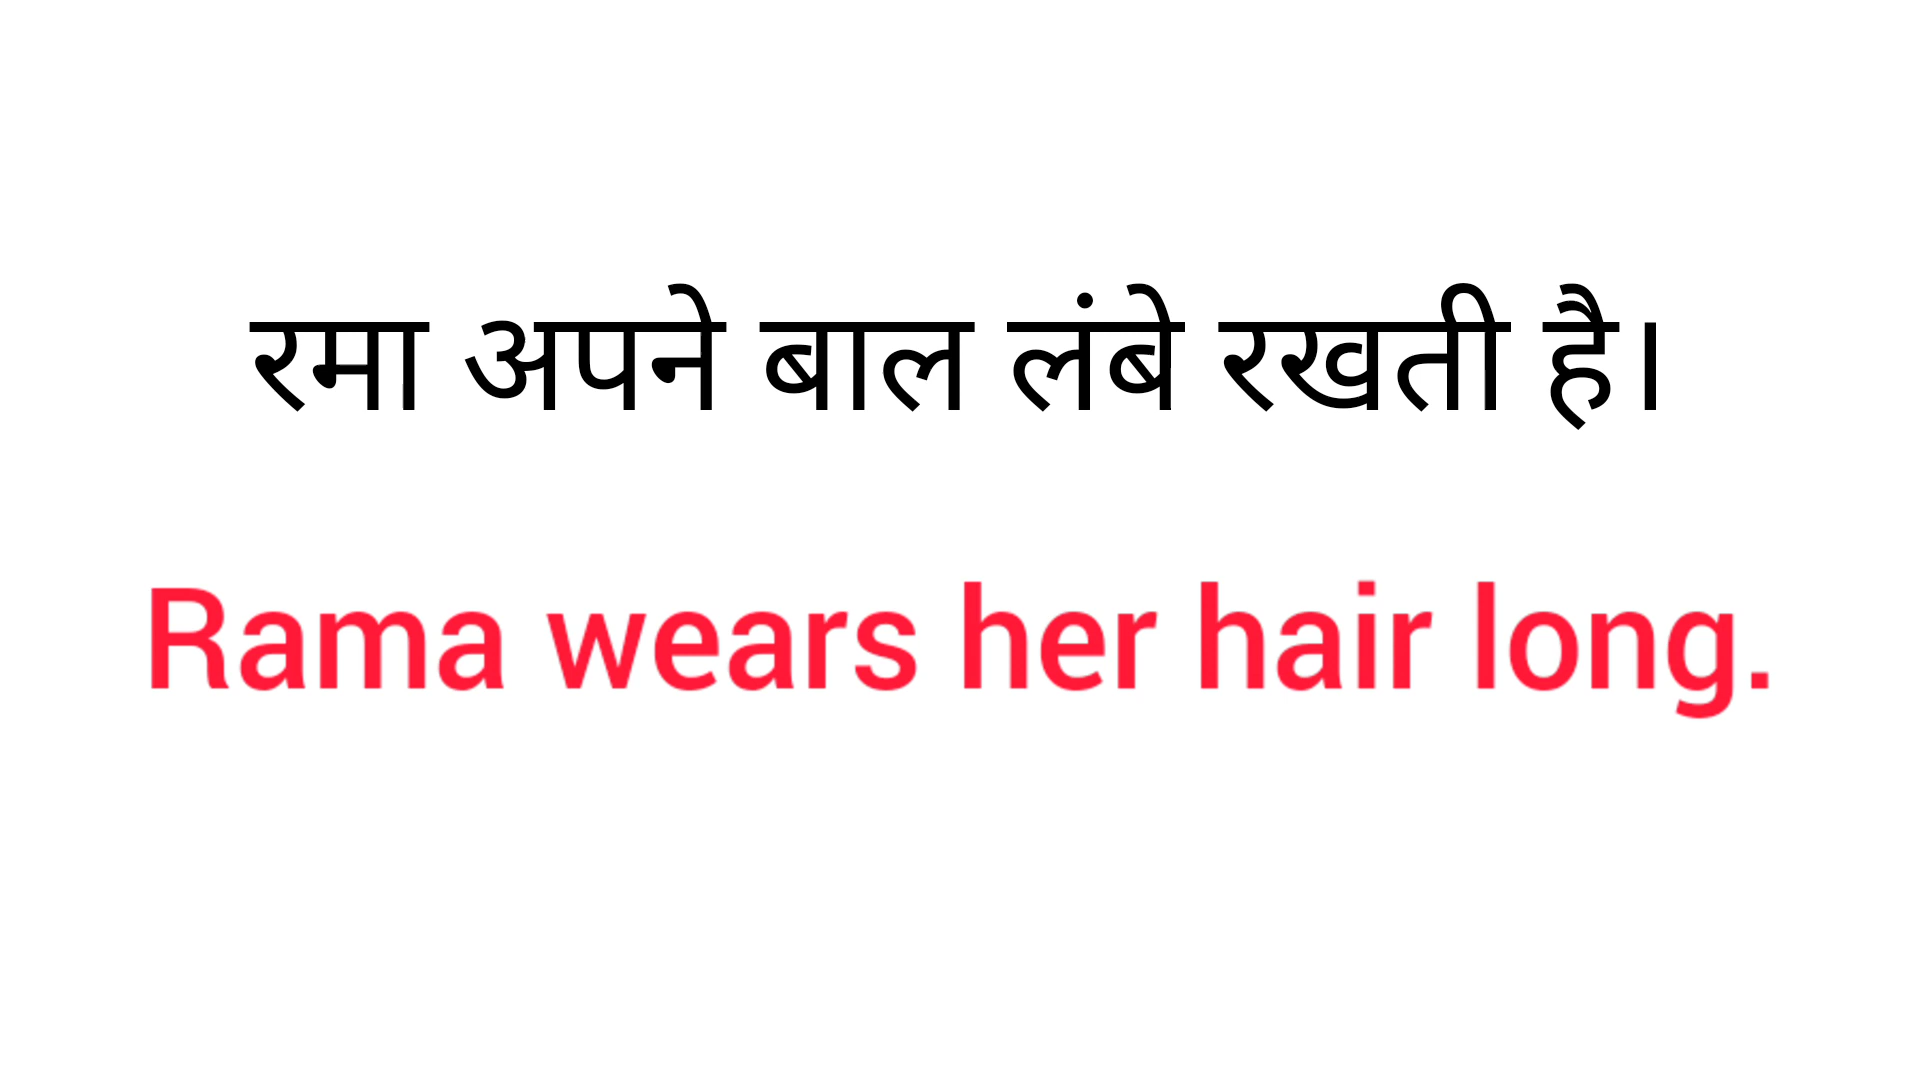 रमा अपने बाल लंबे रखती है।
Rama wears her hair long.